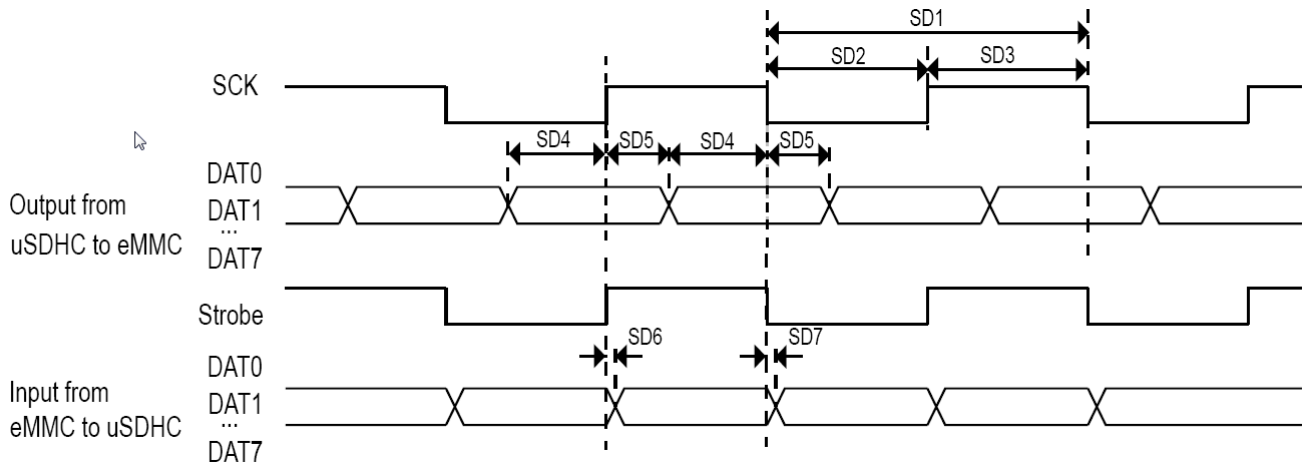 SD1
SD2 SD3
SCK
SD4 SD5 SD4 SD5
DAT0
Output from
uSDHC to eMMC
DAT1
...
DAT7
Strobe
SD6 SD7
DAT0
Input from
eMMC to uSDHC
DAT1
...
DAT7